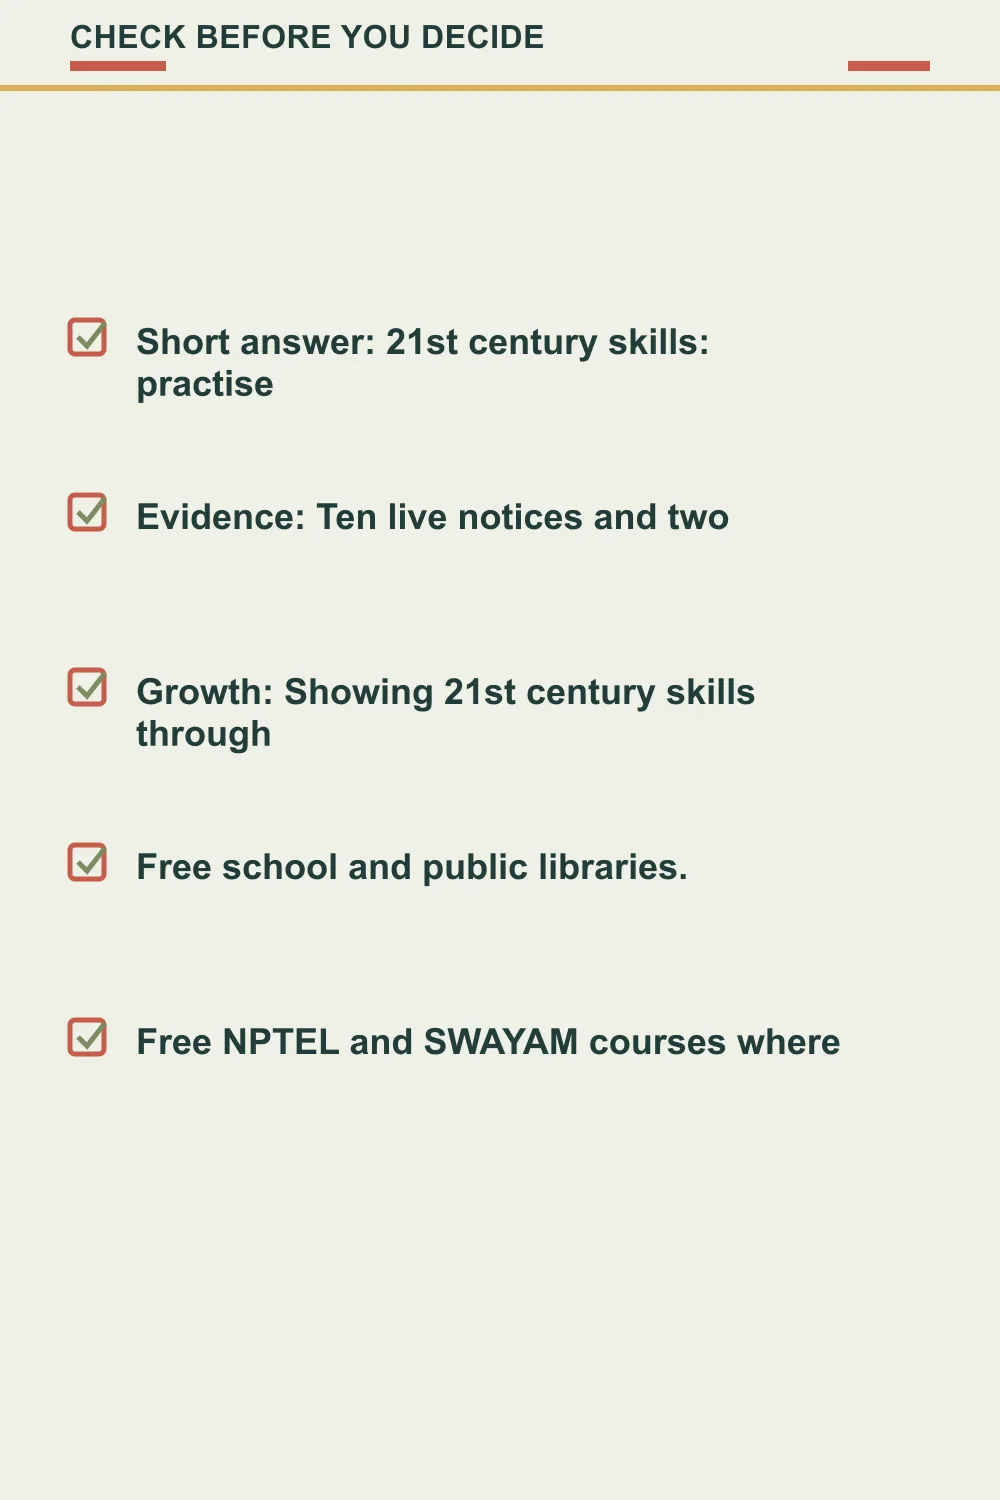 CHECK BEFORE YOU DECIDE
Short answer: 21st century skills:
practise
Evidence: Ten live notices and two
Growth: Showing 21st century skills
through
Free school and public libraries.
Free NPTEL and SWAYAM courses where